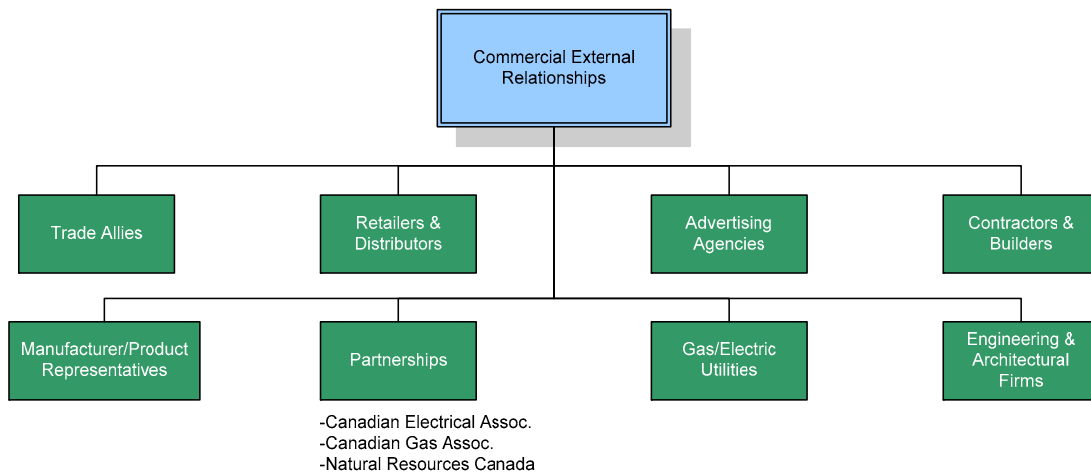 Commercial External
Relationships
Trade Allies
Retailers &
Distributors
Advertising
Agencies
Contractors &
Builders
Manufacturer/Product
Representatives
Partnerships
Gas/Electric
Utilities
Engineering &
Architectural
Firms
-Canadian Electrical Assoc.
-Canadian Gas Assoc.
-Natural Resources Canada